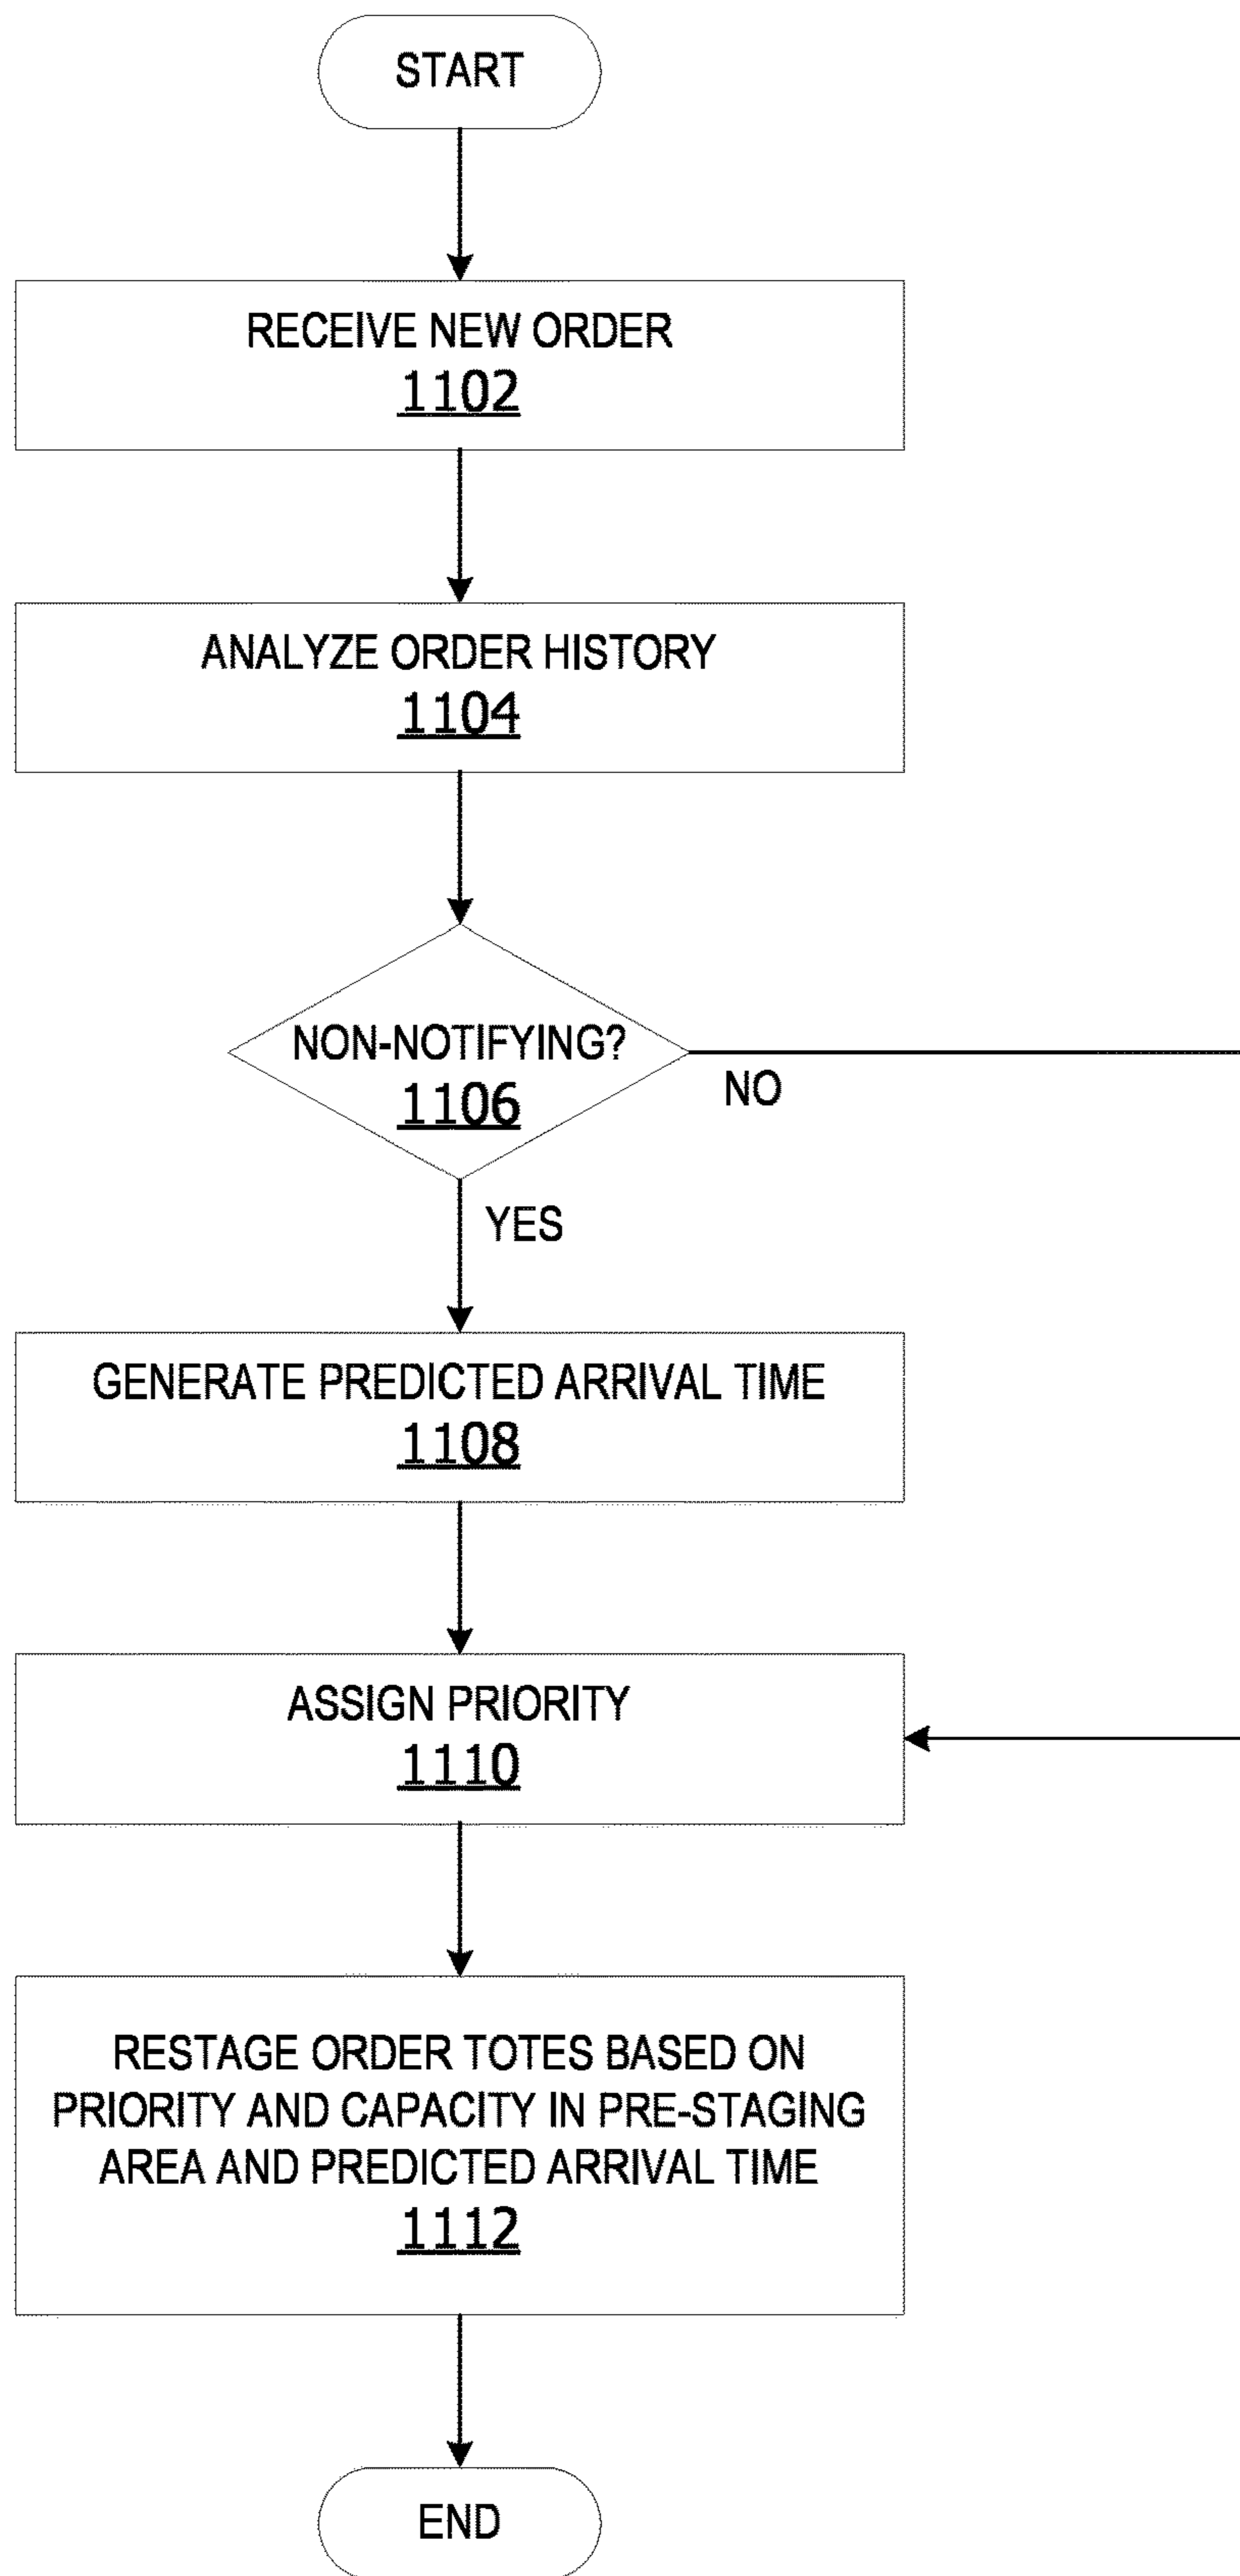 START
RECEIVE NEW ORDER
1102
ANALYZE ORDER HISTORY
1104
NON-NOTIFYING?
1106
NO
YES
GENERATE PREDICTED ARRIVAL TIME
1108
ASSIGN PRIORITY
1110
RESTAGE ORDER TOTES BASED ON
PRIORITY AND CAPACITY IN PRE-STAGING
AREA AND PREDICTED ARRIVAL TIME
1112
END